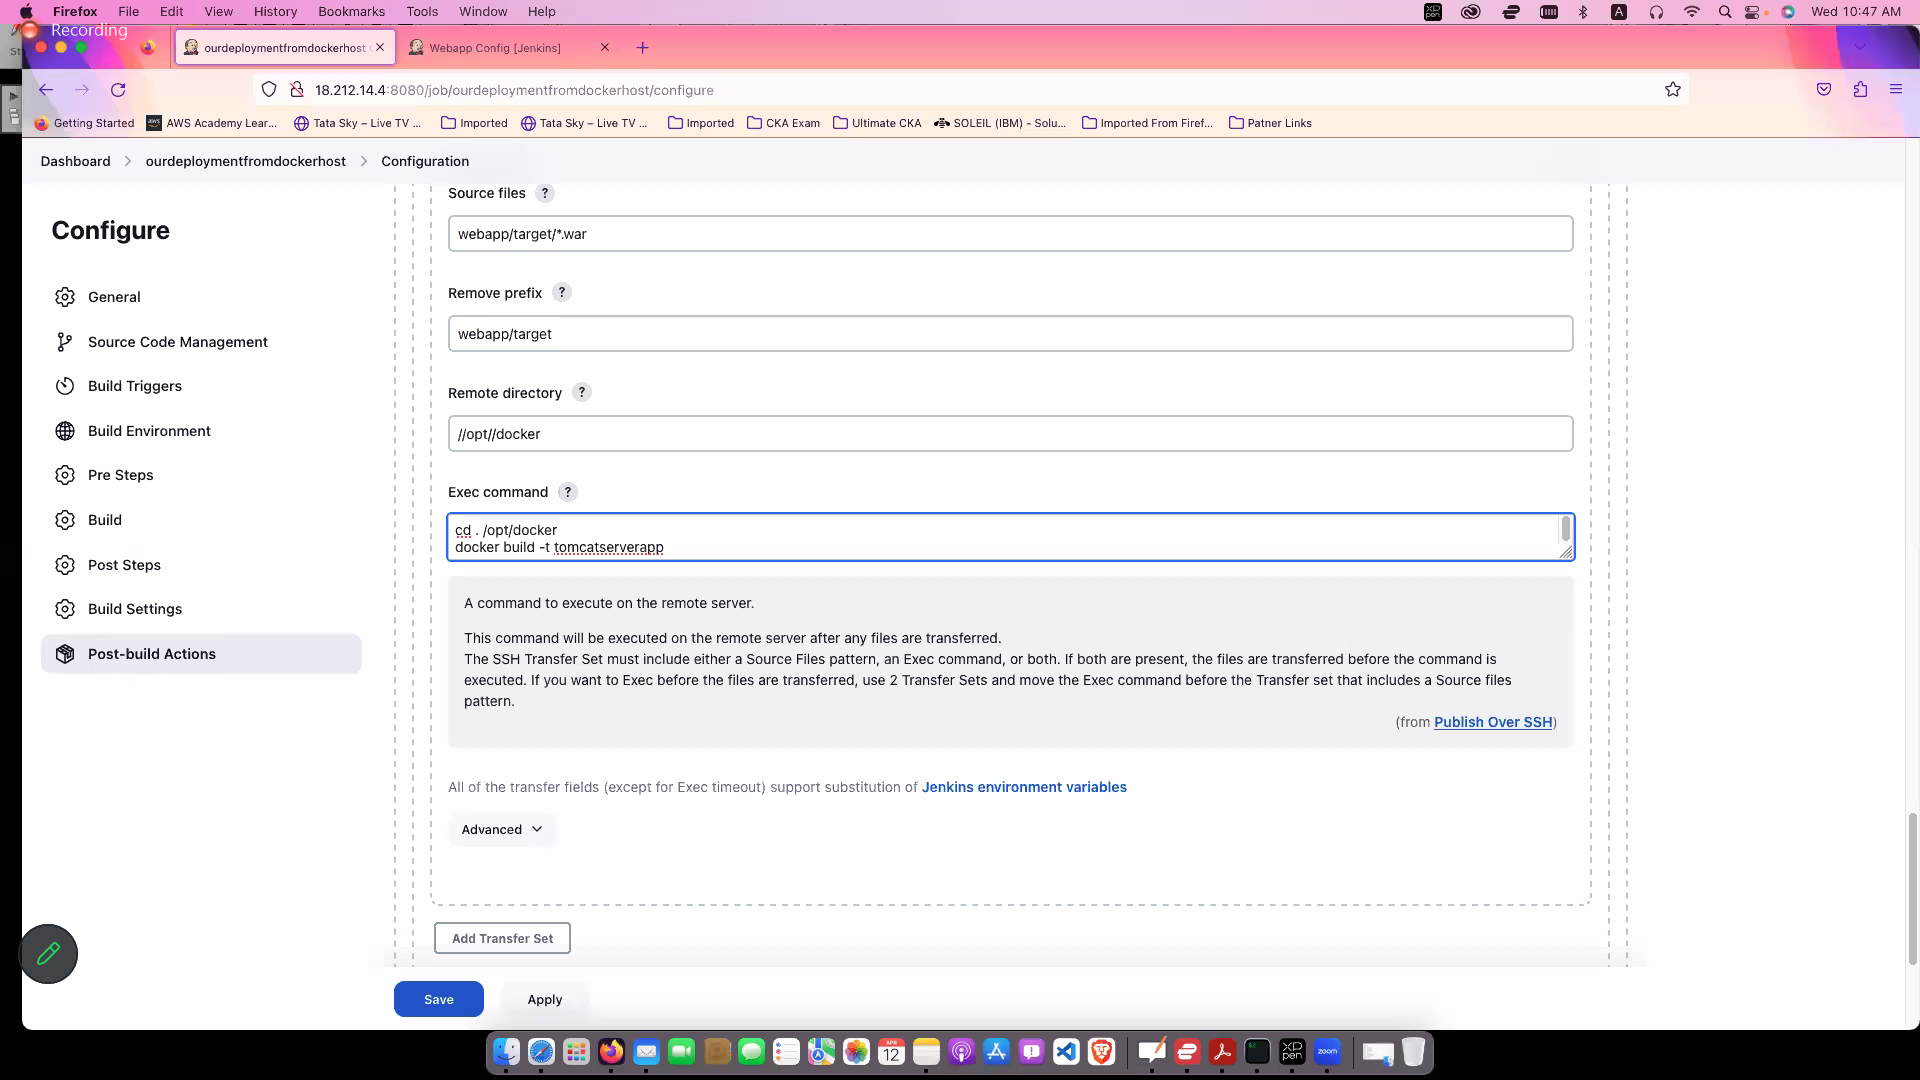 Firefox File Edit View History Bookmarks Tools Window Help
XP PEN
A
Wed 10:47 AM
Recording
ourdeploymentfromdockerhost
Webapp Config [Jenkins]
18.212.14.4:8080/job/ourdeploymentfromdockerhost/configure
Getting Started
aws AWS Academy Lear...
Tata Sky – Live TV ...
Imported
Tata Sky – Live TV ...
Imported
CKA Exam
Ultimate CKA
SOLEIL (IBM) - Solu...
Imported From Firef...
Patner Links
Dashboard > ourdeploymentfromdockerhost > Configuration
Configure
General
Source Code Management
Build Triggers
Build Environment
Pre Steps
Build
Post Steps
Build Settings
Post-build Actions
Source files ?
webapp/target/*.war
Remove prefix ?
webapp/target
Remote directory ?
//opt//docker
Exec command ?
cd . /opt/docker
docker build -t tomcatserverapp
A command to execute on the remote server.
This command will be executed on the remote server after any files are transferred.
The SSH Transfer Set must include either a Source Files pattern, an Exec command, or both. If both are present, the files are transferred before the command is
executed. If you want to Exec before the files are transferred, use 2 Transfer Sets and move the Exec command before the Transfer set that includes a Source files
pattern.
(from Publish Over SSH)
All of the transfer fields (except for Exec timeout) support substitution of Jenkins environment variables
Advanced
Add Transfer Set
Save
Apply
APR
12
XP PEN
zoom